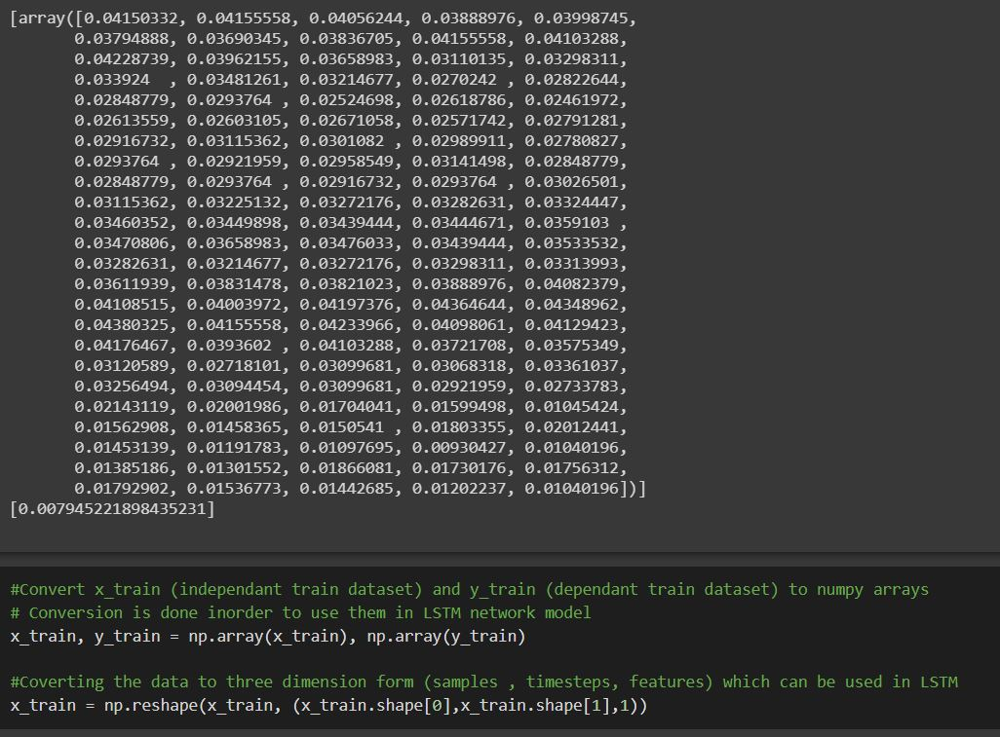 [array([0.04150332, 0.04155558, 0.04056244, 0.03888976, 0.03998745,
0.03794888, 0.03690345, 0.03836705, 0.04155558, 0.04103288,
0.04228739, 0.03962155, 0.03658983, 0.03110135, 0.03298311,
0.033924  , 0.03481261, 0.03214677, 0.0270242 , 0.02822644,
0.02848779, 0.0293764 , 0.02524698, 0.02618786, 0.02461972,
0.02613559, 0.02603105, 0.02671058, 0.02571742, 0.02791281,
0.02916732, 0.03115362, 0.0301082 , 0.02989911, 0.02780827,
0.0293764 , 0.02921959, 0.02958549, 0.03141498, 0.02848779,
0.02848779, 0.0293764 , 0.02916732, 0.0293764 , 0.03026501,
0.03115362, 0.03225132, 0.03272176, 0.03282631, 0.03324447,
0.03460352, 0.03449898, 0.03439444, 0.03444671, 0.0359103 ,
0.03470806, 0.03658983, 0.03476033, 0.03439444, 0.03533532,
0.03282631, 0.03214677, 0.03272176, 0.03298311, 0.03313993,
0.03611939, 0.03831478, 0.03821023, 0.03888976, 0.04082379,
0.04108515, 0.04003972, 0.04197376, 0.04364644, 0.04348962,
0.04380325, 0.04155558, 0.04233966, 0.04098061, 0.04129423,
0.04176467, 0.0393602 , 0.04103288, 0.03721708, 0.03575349,
0.03120589, 0.02718101, 0.03099681, 0.03068318, 0.03361037,
0.03256494, 0.03094454, 0.03099681, 0.02921959, 0.02733783,
0.02143119, 0.02001986, 0.01704041, 0.01599498, 0.01045424,
0.01562908, 0.01458365, 0.0150541 , 0.01803355, 0.02012441,
0.01453139, 0.01191783, 0.01097695, 0.00930427, 0.01040196,
0.01385186, 0.01301552, 0.01866081, 0.01730176, 0.01756312,
0.01792902, 0.01536773, 0.01442685, 0.01202237, 0.01040196])]
[0.007945221898435231]
#Convert x_train (independant train dataset) and y_train (dependant train dataset) to numpy arrays
# Conversion is done inorder to use them in LSTM network model
x_train, y_train = np.array(x_train), np.array(y_train)
#Coverting the data to three dimension form (samples , timesteps, features) which can be used in LSTM
x_train = np.reshape(x_train, (x_train.shape[0],x_train.shape[1],1))